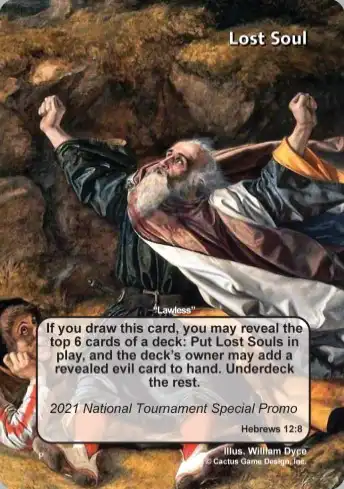 Lost Soul
"Lawless"
If you draw this card, you may reveal the
top 6 cards of a deck: Put Lost Souls in
play, and the deck's owner may add a
revealed evil card to hand. Underdeck
the rest.
2021 National Tournament Special Promo
Hebrews 12:8
P
illus. William Dyce
© Cactus Game Design, Inc.